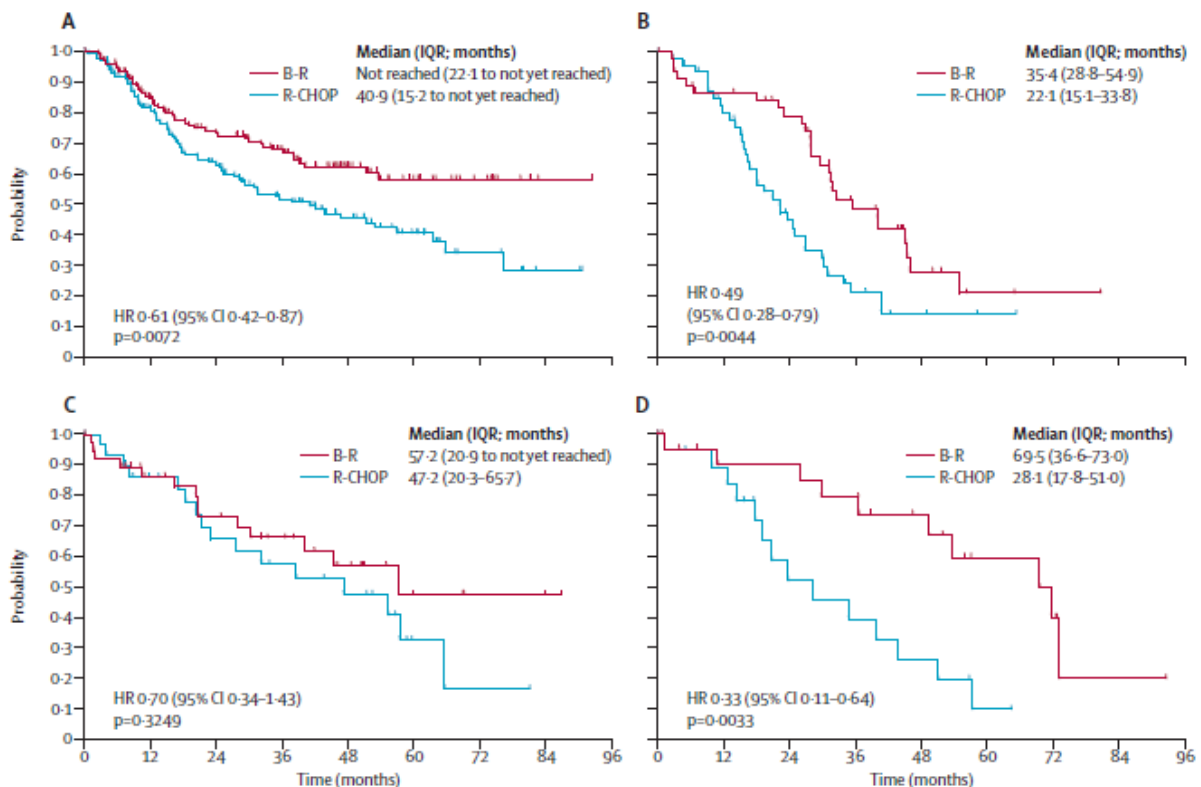 A
Median (IQR; months)
B-R Not reached (22·1 to not yet reached)
R-CHOP 40·9 (15·2 to not yet reached)
1·0
0·9
0·8
0·7
0·6
0·5
0·4
0·3
0·2
0·1
0
Probability
HR 0·61 (95% CI 0·42–0·87)
p=0·0072
B
Median (IQR; months)
B-R 35·4 (28·8–54·9)
R-CHOP 22·1 (15·1–33·8)
HR 0·49
(95% CI 0·28–0·79)
p=0·0044
C
Median (IQR; months)
B-R 57·2 (20·9 to not yet reached)
R-CHOP 47·2 (20·3–65·7)
1·0
0·9
0·8
0·7
0·6
0·5
0·4
0·3
0·2
0·1
0
Probability
HR 0·70 (95% CI 0·34–1·43)
p=0·3249
0 12 24 36 48 60 72 84 96
Time (months)
D
Median (IQR; months)
B-R 69·5 (36·6–73·0)
R-CHOP 28·1 (17·8–51·0)
HR 0·33 (95% CI 0·11–0·64)
p=0·0033
0 12 24 36 48 60 72 84 96
Time (months)